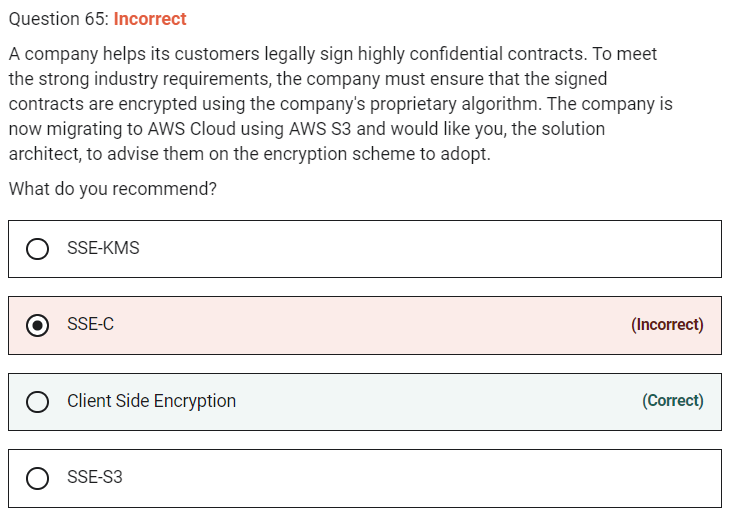 Question 65: Incorrect
A company helps its customers legally sign highly confidential contracts. To meet
the strong industry requirements, the company must ensure that the signed
contracts are encrypted using the company's proprietary algorithm. The company is
now migrating to AWS Cloud using AWS S3 and would like you, the solution
architect, to advise them on the encryption scheme to adopt.
What do you recommend?
SSE-KMS
SSE-C (Incorrect)
Client Side Encryption (Correct)
SSE-S3